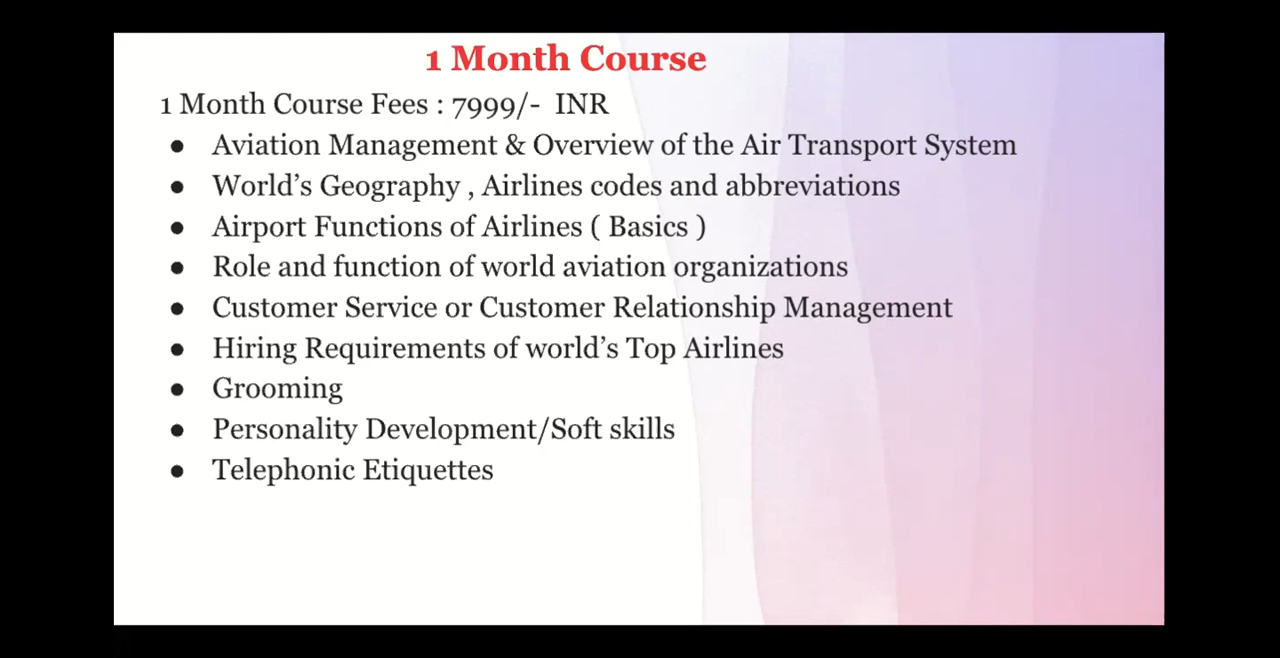 1 Month Course
1 Month Course Fees : 7999/- INR
● Aviation Management & Overview of the Air Transport System
● World's Geography , Airlines codes and abbreviations
● Airport Functions of Airlines ( Basics )
● Role and function of world aviation organizations
● Customer Service or Customer Relationship Management
● Hiring Requirements of world's Top Airlines
● Grooming
● Personality Development/Soft skills
● Telephonic Etiquettes